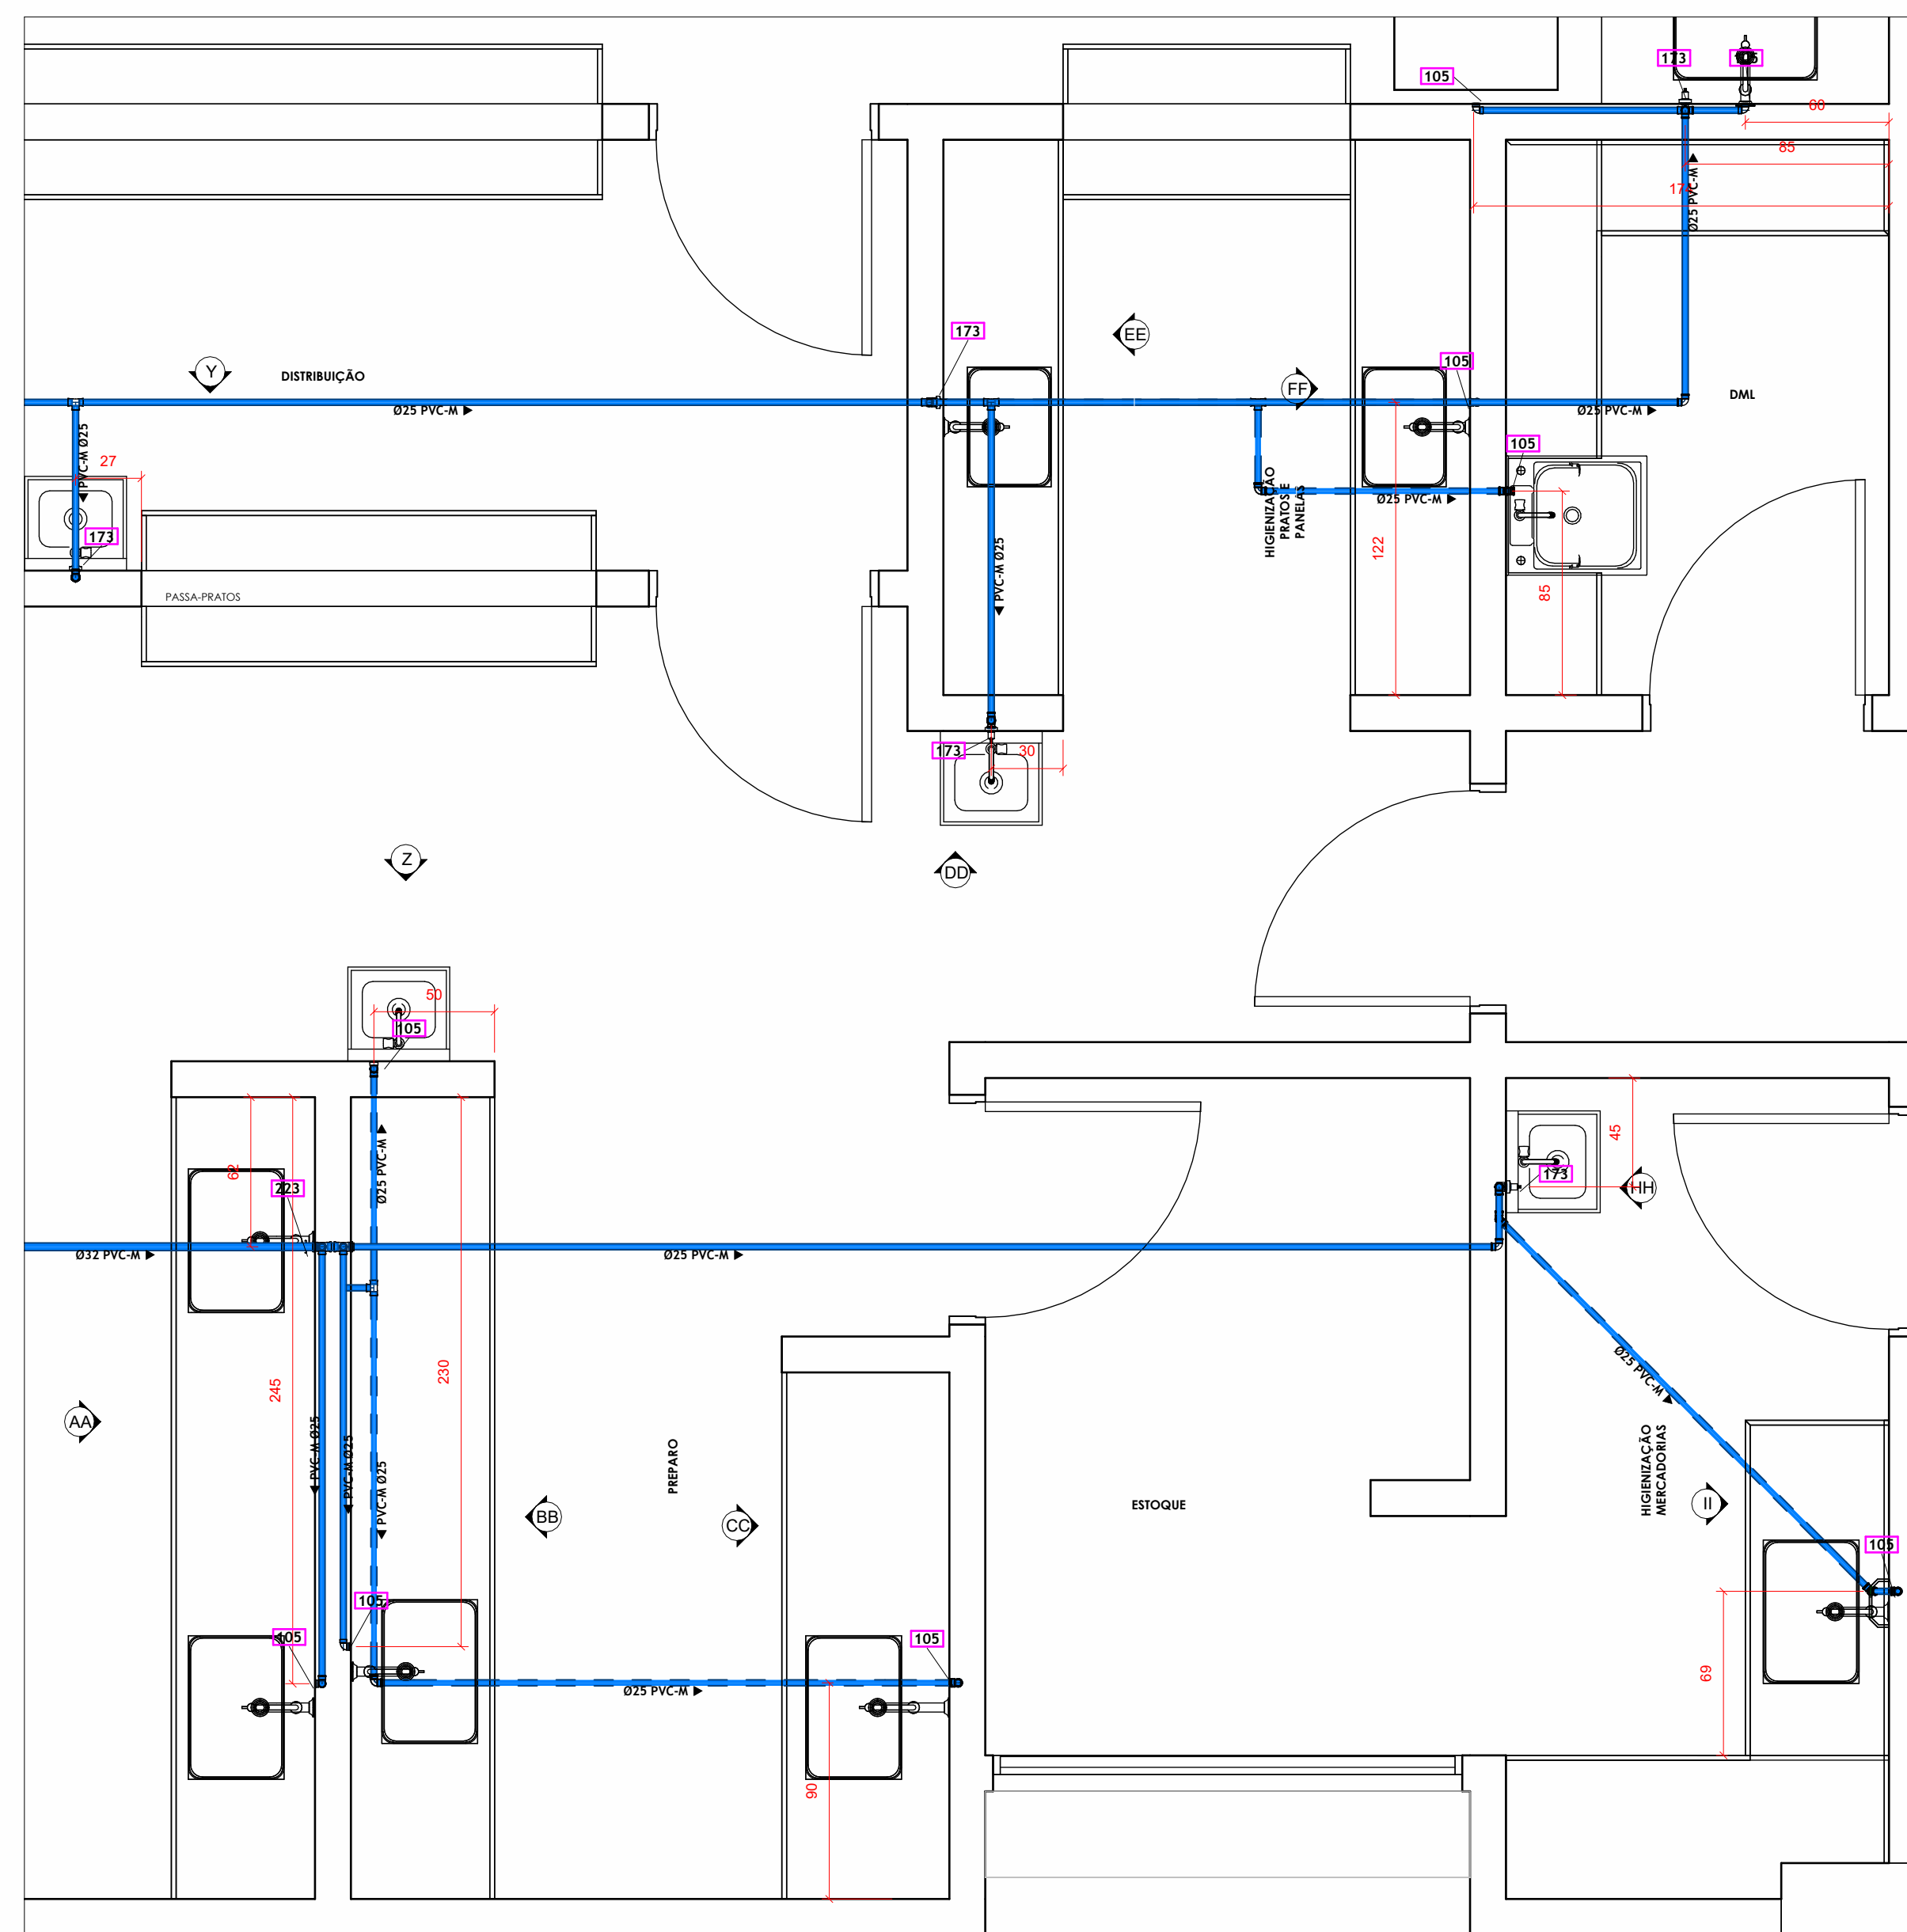 173
105
60
85
Ø25 PVC-M ►
173
EE
105
Y
DISTRIBUIÇÃO
FF
DML
Ø25 PVC-M ►
Ø25 PVC-M ►
◄ PVC-M Ø25
27
105
HIGIENIZAÇÃO
PRATOS E
PANELAS
Ø25 PVC-M ►
173
122
◄ PVC-M Ø25
85
PASSA-PRATOS
173
30
Z
DD
50
105
45
62
Ø25 PVC-M ►
223
173
HH
Ø32 PVC-M ►
Ø25 PVC-M ►
245
230
Ø25 PVC-M ►
AA
◄ PVC-M Ø25
◄ PVC-M Ø25
◄ PVC-M Ø25
PREPARO
BB
CC
ESTOQUE
HIGIENIZAÇÃO
MERCADORIAS
II
105
105
105
105
Ø25 PVC-M ►
69
90